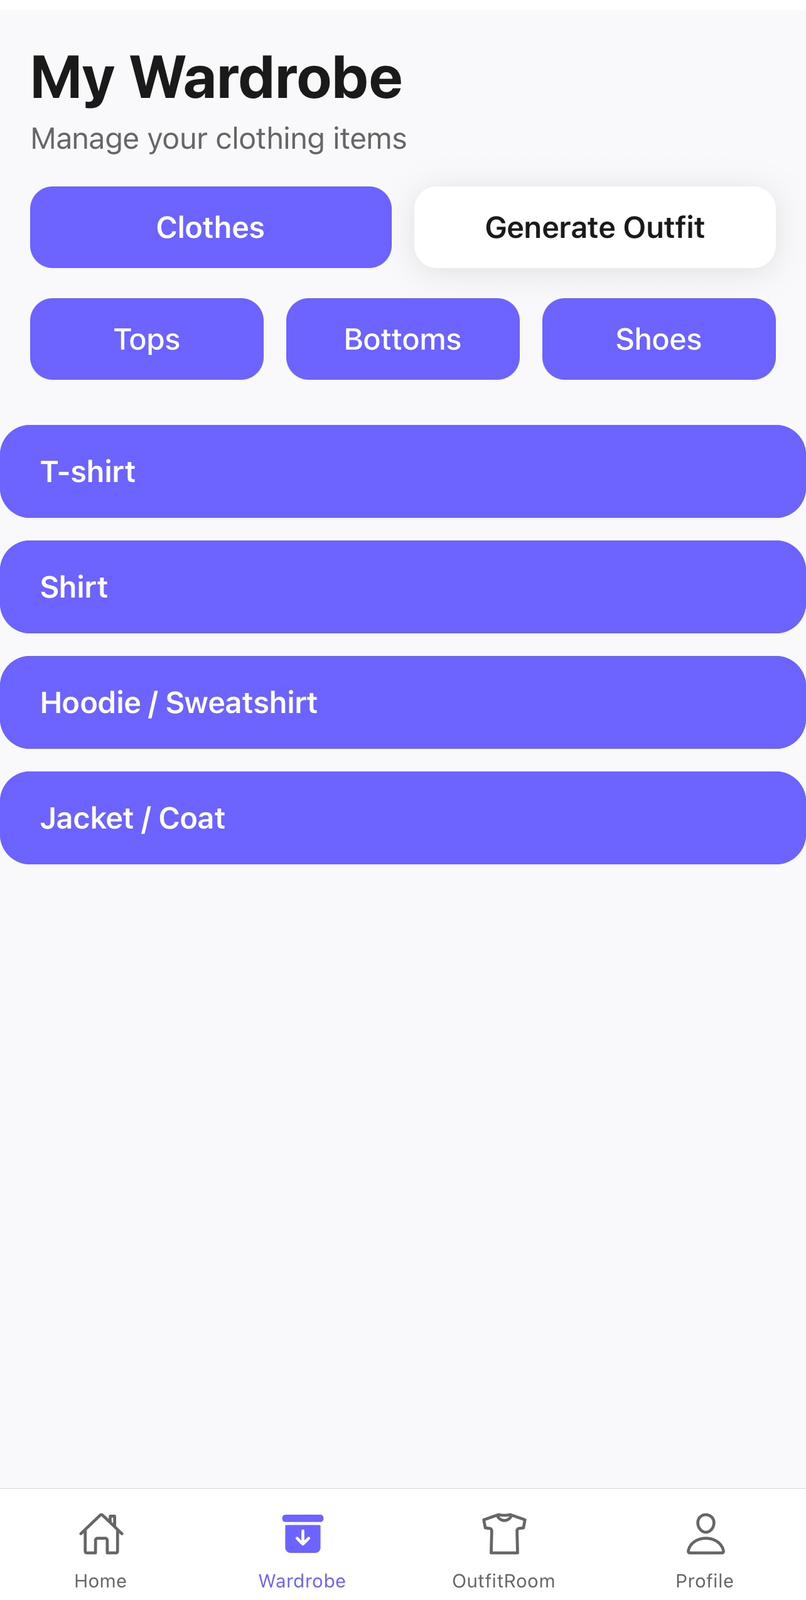 My Wardrobe
Manage your clothing items
Clothes Generate Outfit
Tops Bottoms Shoes
T-shirt
Shirt
Hoodie / Sweatshirt
Jacket / Coat
Home Wardrobe OutfitRoom Profile